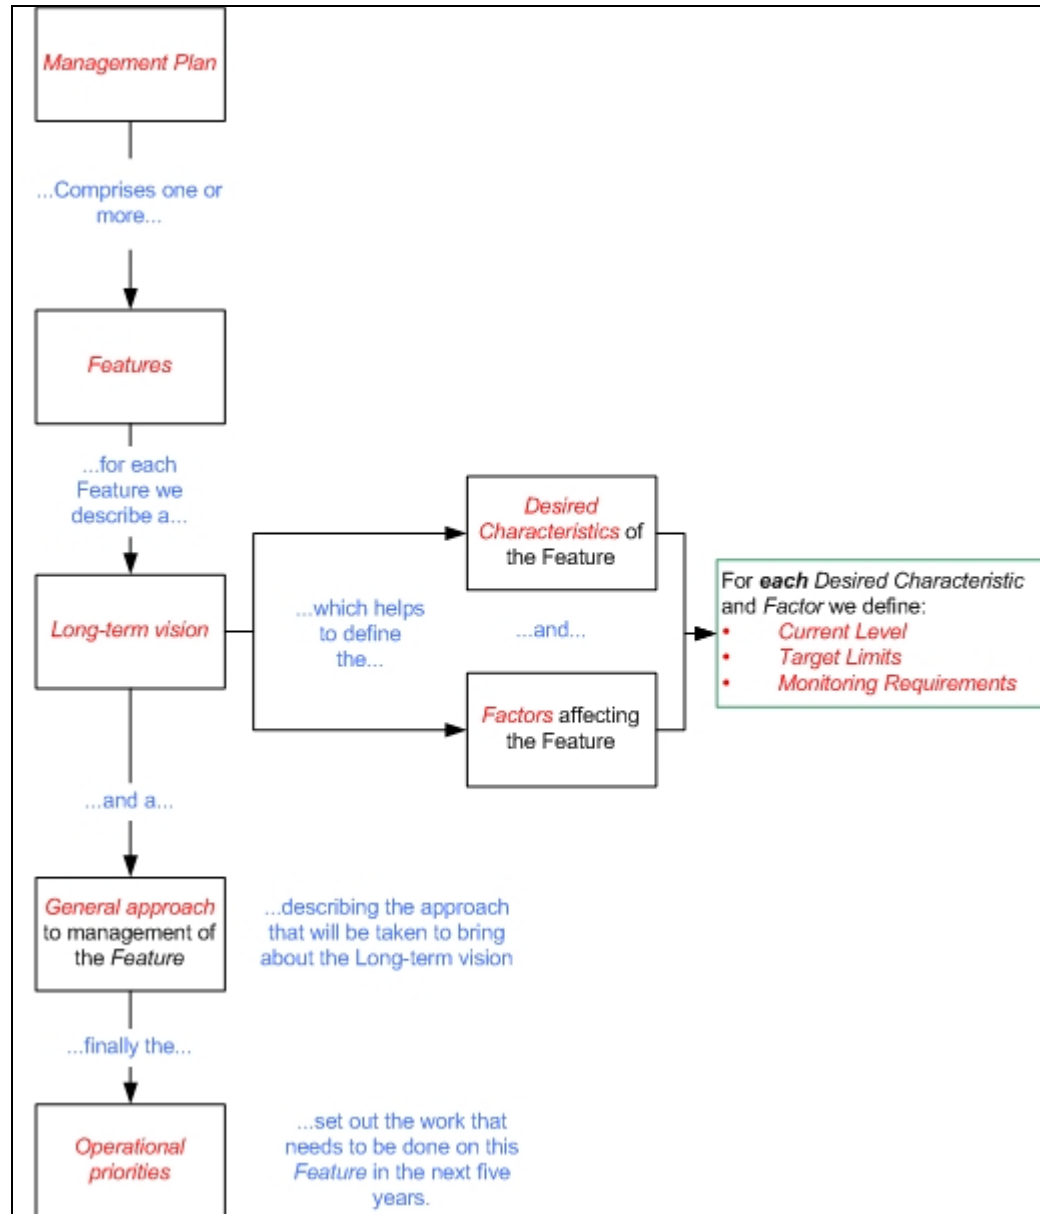 Management Plan
...Comprises one or
more...
Features
...for each
Feature we
describe a...
Long-term vision
...which helps
to define
the...
Desired
Characteristics of
the Feature
...and...
Factors affecting
the Feature
For each Desired Characteristic
and Factor we define:
• Current Level
• Target Limits
• Monitoring Requirements
...and a...
General approach
to management of
the Feature
...describing the approach
that will be taken to bring
about the Long-term vision
...finally the...
Operational
priorities
...set out the work that
needs to be done on this
Feature in the next five
years.